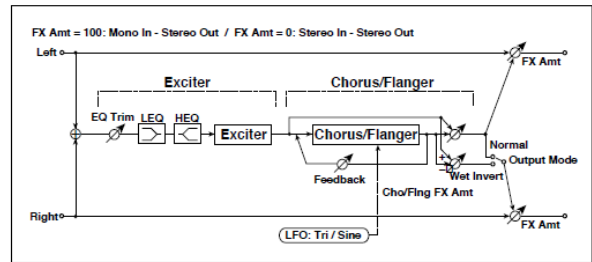 FX Amt = 100: Mono In - Stereo Out / FX Amt = 0: Stereo In - Stereo Out
Left
FX Amt
Exciter
Chorus/Flanger
EQ Trim
LEQ
HEQ
Exciter
Chorus/Flanger
Normal
Output Mode
+
−
Wet Invert
Feedback
Cho/Flng FX Amt
Right
LFO: Tri / Sine
FX Amt